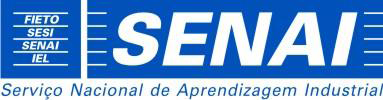 FIETO
SESI
SENAI
IEL
SENAI
Serviço Nacional de Aprendizagem Industrial